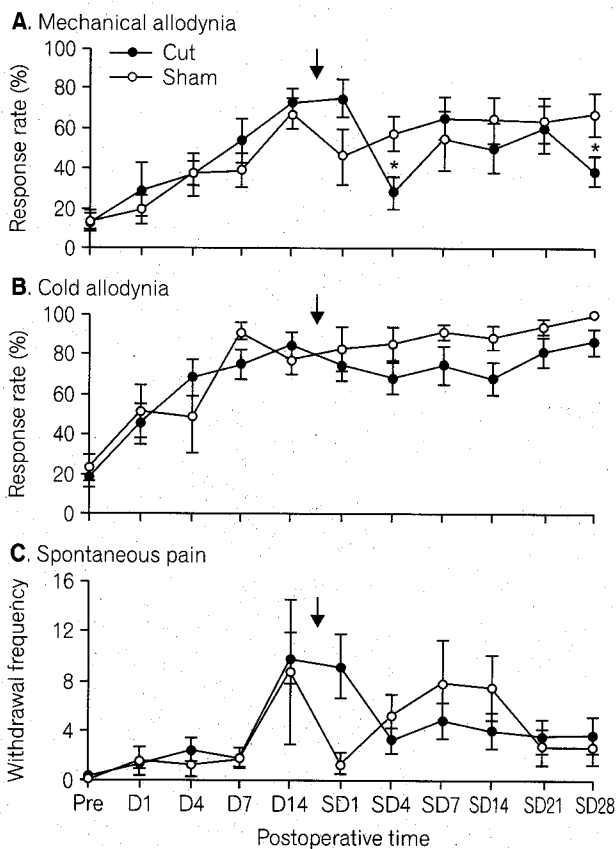 A. Mechanical allodynia
Response rate (%)
100
80
60
40
20
0
Cut
Sham
*
*
B. Cold allodynia
Response rate (%)
100
80
60
40
20
0
C. Spontaneous pain
Withdrawal frequency
16
12
8
4
0
Pre D1 D4 D7 D14 SD1 SD4 SD7 SD14 SD21 SD28
Postoperative time